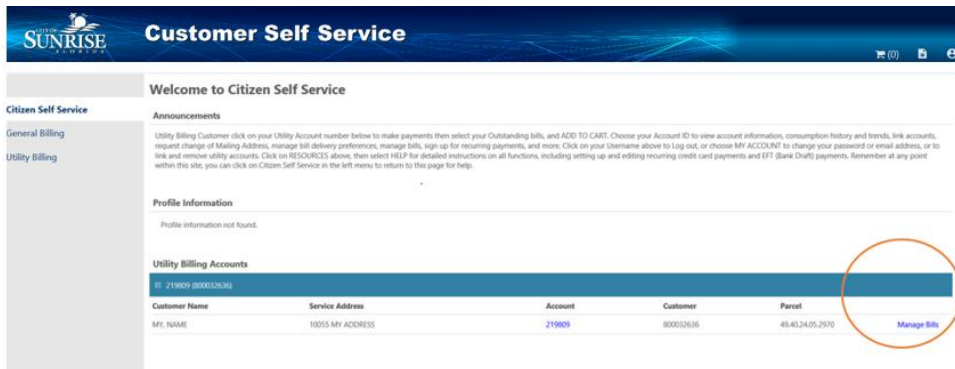 CITY OF
SUNRISE
FLORIDA
Customer Self Service
(0)
Welcome to Citizen Self Service
Citizen Self Service
General Billing
Utility Billing
Announcements
Utility Billing Customer click on your Utility Account number below to make payments then select your Outstanding bills, and ADD TO CART. Choose your Account ID to view account information, consumption history and trends, link accounts,
request change of Mailing Address, manage bill delivery preferences, manage bills, sign up for recurring payments, and more. Click on your Username above to Log out, or choose MY ACCOUNT to change your password or email address, or to
link and remove utility accounts. Click on RESOURCES above, then select HELP for detailed instructions on all functions, including setting up and editing recurring credit card payments and EFT (Bank Draft) payments. Remember at any point
within this site, you can click on Citizen Self Service in the left menu to return to this page for help.
Profile Information
Profile information not found.
Utility Billing Accounts
219809 (800032636)
Customer Name Service Address Account Customer Parcel
MY, NAME 10055 MY ADDRESS 219809 800032636 49.40.24.05.2970 Manage Bills